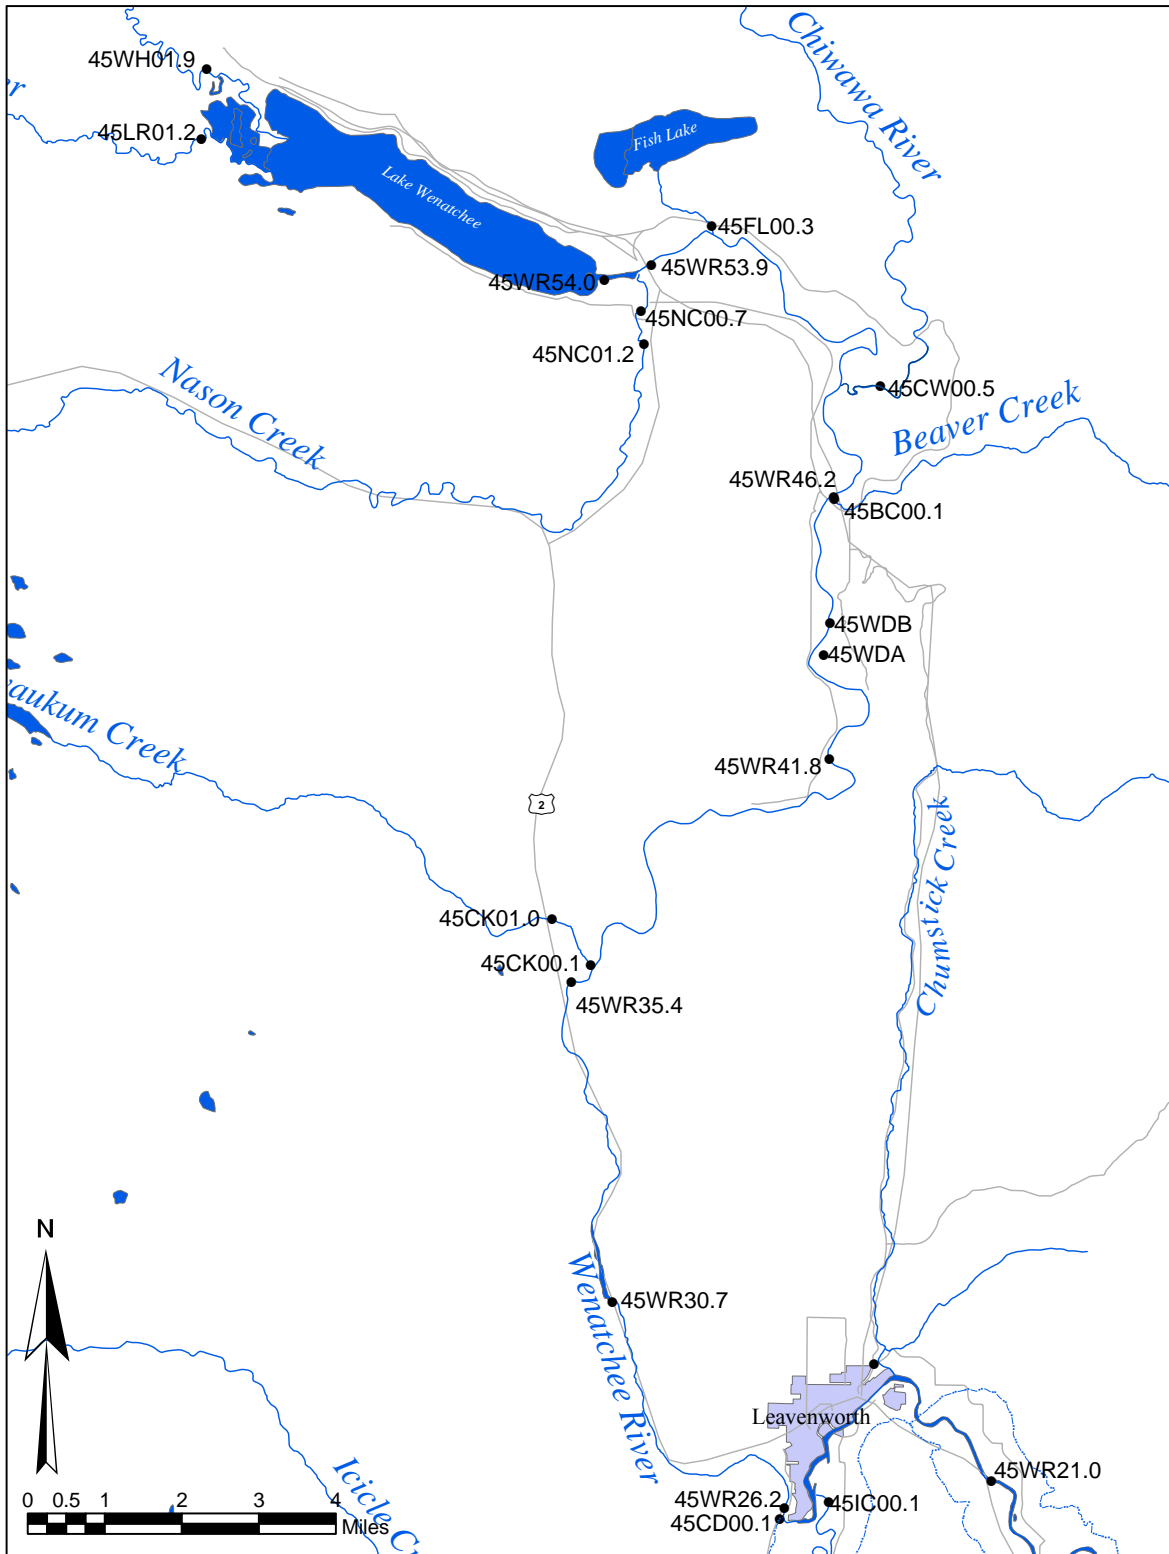 Chiwawa River
45WH01.9
er
45LR01.2
Fish Lake
Lake Wenatchee
45FL00.3
45WR53.9
45WR54.0
45NC00.7
45NC01.2
Nason Creek
45CW00.5
Beaver Creek
45WR46.2
45BC00.1
45WDB
45WDA
waukum Creek
45WR41.8
2
Chumstick Creek
45CK01.0
45CK00.1
45WR35.4
N
Wenatchee River
45WR30.7
Leavenworth
Icicle C
45WR21.0
45WR26.2
45IC00.1
45CD00.1
0 0.5 1 2 3 4
Miles